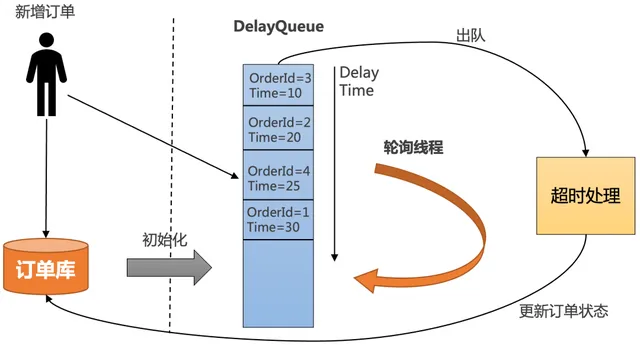 新增订单
DelayQueue
出队
OrderId=3
Time=10
Delay
Time
OrderId=2
Time=20
轮询线程
OrderId=4
Time=25
超时处理
OrderId=1
Time=30
初始化
订单库
更新订单状态